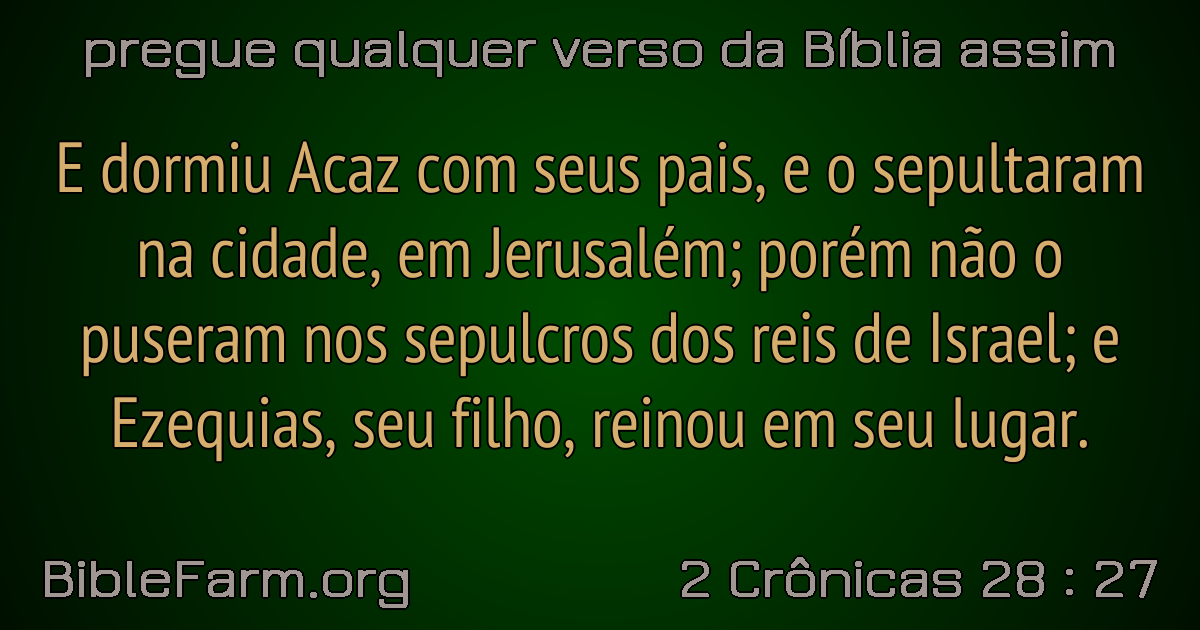 pregue qualquer verso da Bíblia assim
E dormiu Acaz com seus pais, e o sepultaram
na cidade, em Jerusalém; porém não o
puseram nos sepulcros dos reis de Israel; e
Ezequias, seu filho, reinou em seu lugar.
BibleFarm.org
2 Crônicas 28 : 27